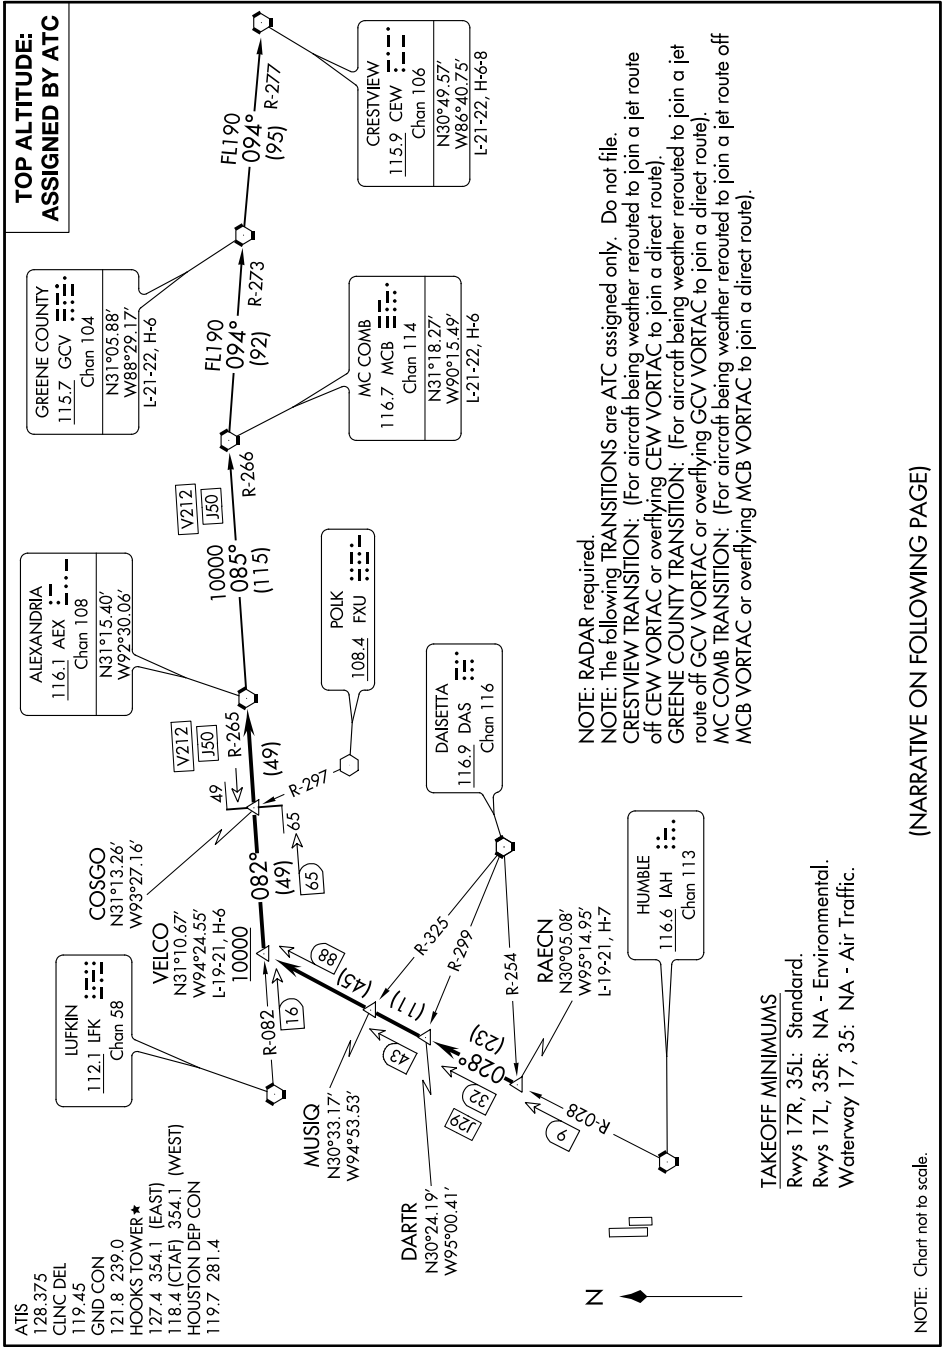 TOP ALTITUDE:
ASSIGNED BY ATC
ATIS
128.375
CLNC DEL
119.45
GND CON
121.8 239.0
HOOKS TOWER★
127.4 354.1 (EAST)
118.4 (CTAF) 354.1 (WEST)
HOUSTON DEP CON
119.7 281.4
LUFKIN
112.1 LFK
Chan 58
R-082
16
VELCO
N31°10.67’
W94°24.55’
L-19-21, H-6
10000
COSGO
N31°13.26’
W93°27.16’
082°
(49)
65
65
49
R-297
R-265
(49)
V212
J50
ALEXANDRIA
116.1 AEX
Chan 108
N31°15.40’
W92°30.06’
POLK
108.4 FXU
10000
085°
(115)
V212
J50
R-266
MC COMB
116.7 MCB
Chan 114
N31°18.27’
W90°15.49’
L-21-22, H-6
FL190
094°
(92)
R-273
GREENE COUNTY
115.7 GCV
Chan 104
N31°05.88’
W88°29.17’
L-21-22, H-6
FL190
094°
(95)
R-277
CRESTVIEW
115.9 CEW
Chan 106
N30°49.57’
W86°40.75’
L-21-22, H-6-8
88
(45)
MUSIQ
N30°33.17’
W94°53.53’
43
(11)
DARTR
N30°24.19’
W95°00.41’
J29
32
028°
(23)
RAECN
N30°05.08’
W95°14.95’
L-19-21, H-7
9
R-028
R-325
R-299
R-254
DAISETTA
116.9 DAS
Chan 116
HUMBLE
116.6 IAH
Chan 113
N
NOTE: RADAR required.
NOTE: The following TRANSITIONS are ATC assigned only. Do not file.
CRESTVIEW TRANSITION: (For aircraft being weather rerouted to join a jet route
off CEW VORTAC or overflying CEW VORTAC to join a direct route).
GREENE COUNTY TRANSITION: (For aircraft being weather rerouted to join a jet
route off GCV VORTAC or overflying GCV VORTAC to join a direct route).
MC COMB TRANSITION: (For aircraft being weather rerouted to join a jet route off
MCB VORTAC or overflying MCB VORTAC to join a direct route).
TAKEOFF MINIMUMS
Rwys 17R, 35L: Standard.
Rwys 17L, 35R: NA - Environmental.
Waterway 17, 35: NA - Air Traffic.
(NARRATIVE ON FOLLOWING PAGE)
NOTE: Chart not to scale.